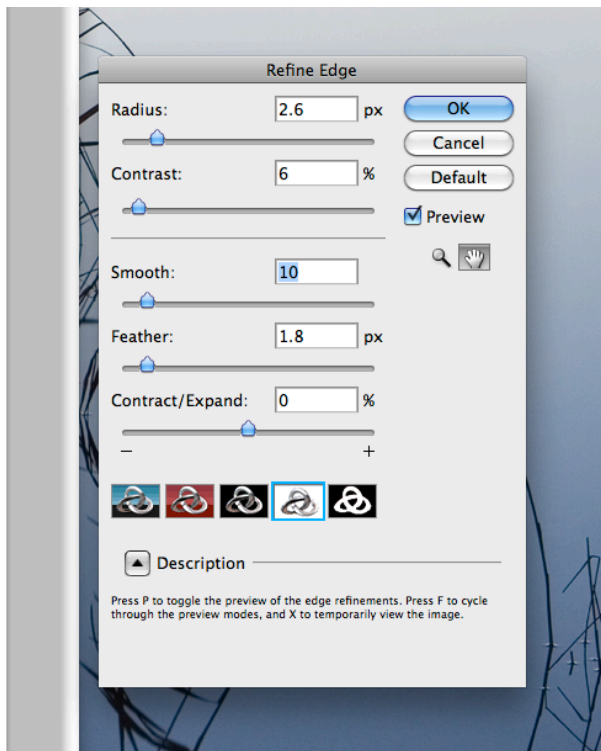 Refine Edge
Radius: 2.6 px
OK
Cancel
Contrast: 6 %
Default
Preview
Smooth: 10
Feather: 1.8 px
Contract/Expand: 0 %
− +
Description
Press P to toggle the preview of the edge refinements. Press F to cycle
through the preview modes, and X to temporarily view the image.